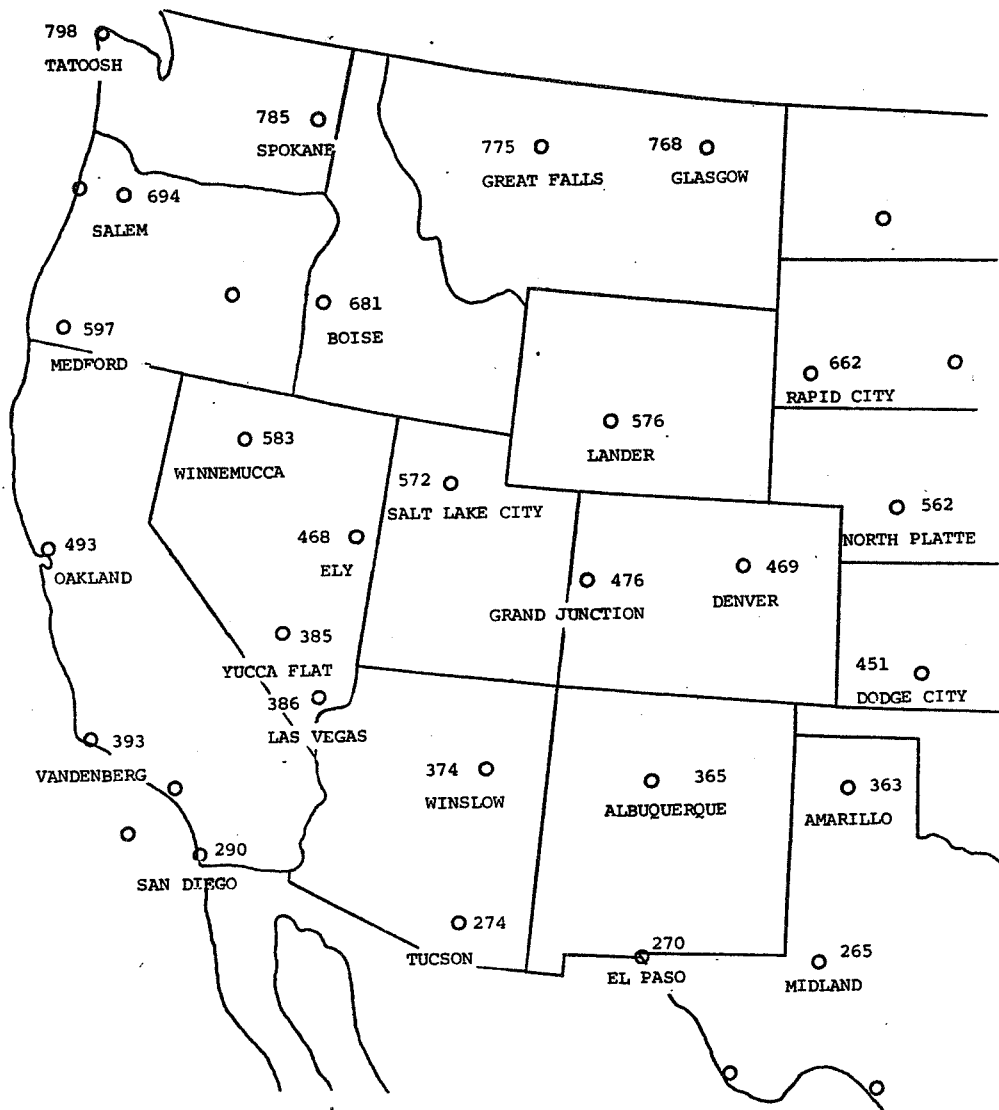 798
TATOOSH
785
SPOKANE
775
GREAT FALLS
768
GLASGOW
694
SALEM
681
BOISE
597
MEDFORD
662
RAPID CITY
576
LANDER
583
WINNEMUCCA
572
SALT LAKE CITY
562
NORTH PLATTE
468
ELY
493
OAKLAND
476
GRAND JUNCTION
469
DENVER
385
YUCCA FLAT
451
DODGE CITY
386
LAS VEGAS
393
VANDENBERG
374
WINSLOW
365
ALBUQUERQUE
363
AMARILLO
290
SAN DIEGO
274
TUCSON
270
EL PASO
265
MIDLAND